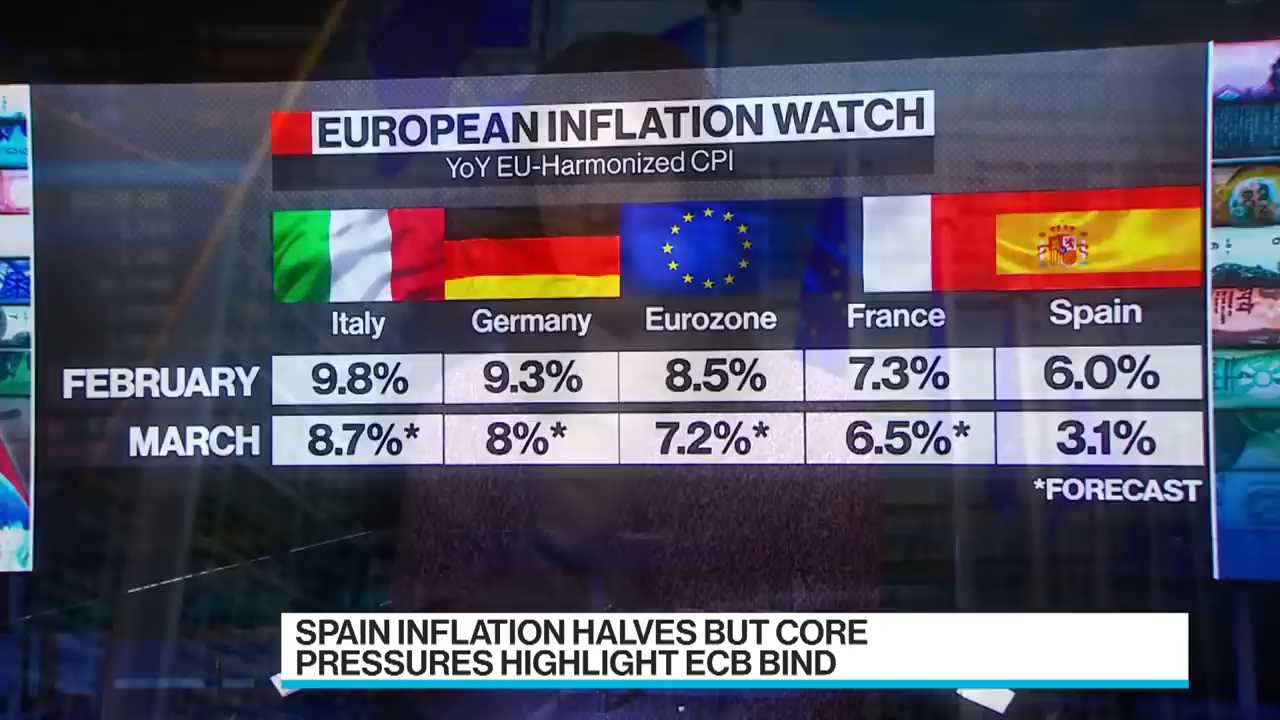 EUROPEAN INFLATION WATCH
YoY EU-Harmonized CPI
Italy Germany Eurozone France Spain
FEBRUARY 9.8% 9.3% 8.5% 7.3% 6.0%
MARCH 8.7%* 8%* 7.2%* 6.5%* 3.1%
*FORECAST
SPAIN INFLATION HALVES BUT CORE
PRESSURES HIGHLIGHT ECB BIND